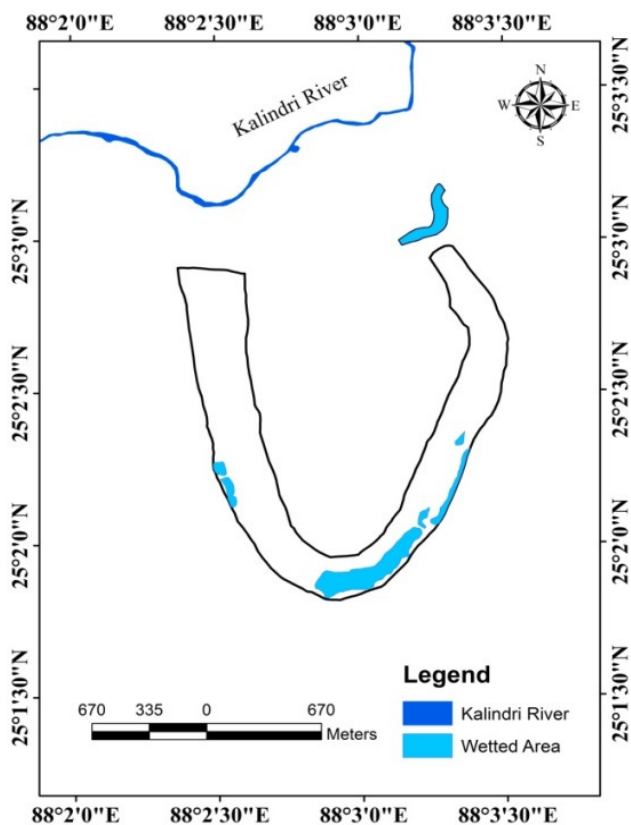 88°2'0"E 88°2'30"E 88°3'0"E 88°3'30"E
Kalindri River
N
W E
S
25°3'30"N 25°3'30"N
25°3'0"N 25°3'0"N
25°2'30"N 25°2'30"N
25°2'0"N 25°2'0"N
25°1'30"N 25°1'30"N
Legend
Kalindri River
Wetted Area
670 335 0 670
Meters
88°2'0"E 88°2'30"E 88°3'0"E 88°3'30"E